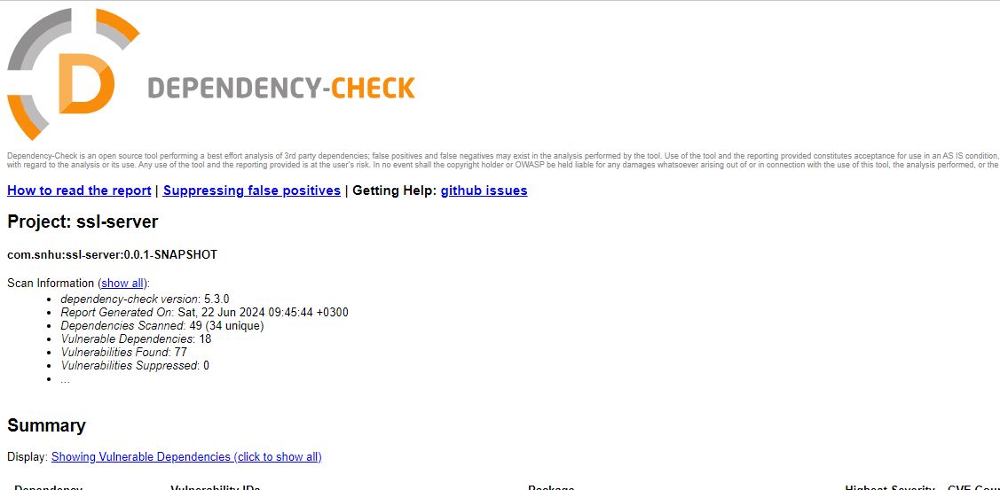 D
DEPENDENCY-CHECK
Dependency-Check is an open source tool performing a best effort analysis of 3rd party dependencies; false positives and false negatives may exist in the analysis performed by the tool. Use of the tool and the reporting provided constitutes acceptance for use in an AS IS condition,
with regard to the analysis or its use. Any use of the tool and the reporting provided is at the user's risk. In no event shall the copyright holder or OWASP be held liable for any damages whatsoever arising out of or in connection with the use of this tool, the analysis performed, or the
How to read the report | Suppressing false positives | Getting Help: github issues
Project: ssl-server
com.snhu:ssl-server:0.0.1-SNAPSHOT
Scan Information (show all):
• dependency-check version: 5.3.0
• Report Generated On: Sat, 22 Jun 2024 09:45:44 +0300
• Dependencies Scanned: 49 (34 unique)
• Vulnerable Dependencies: 18
• Vulnerabilities Found: 77
• Vulnerabilities Suppressed: 0
• ...
Summary
Display: Showing Vulnerable Dependencies (click to show all)
Dependency Vulnerability IDs Package Highest Severity CVE Cou